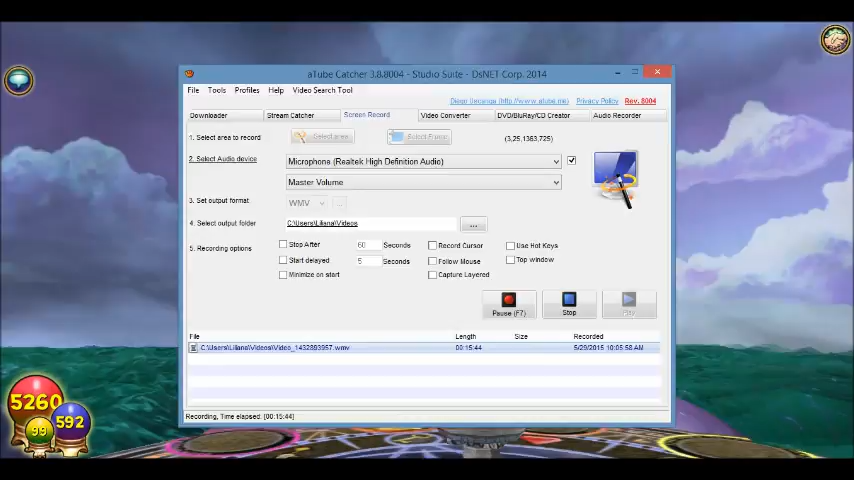 aTube Catcher 3.8.8004 - Studio Suite - DsNET Corp. 2014
File Tools Profiles Help Video Search Tool
Diego Uscanga (http://www.atube.me) Privacy Policy Rev. 8004
Downloader Stream Catcher Screen Record Video Converter DVD/BluRay/CD Creator Audio Recorder
1. Select area to record Select area (3,25,1363,725)
2. Select Audio device Microphone (Realtek High Definition Audio)
Master Volume
3. Set output format: WMV ...
4. Select output folder C:\Users\Liliana\Videos ...
5. Recording options Stop After 60 Seconds Record Cursor Use Hot Keys
Start delayed 5 Seconds Follow Mouse Top window
Minimize on start Capture Layered
Pause (F7) Stop Play
File Length Size Recorded
C:\Users\Liliana\Videos\Video_1432893957.wmv 00:15:44 5/29/2015 10:05:58 AM
Recording, Time elapsed: [00:15:44]
5260
592
99